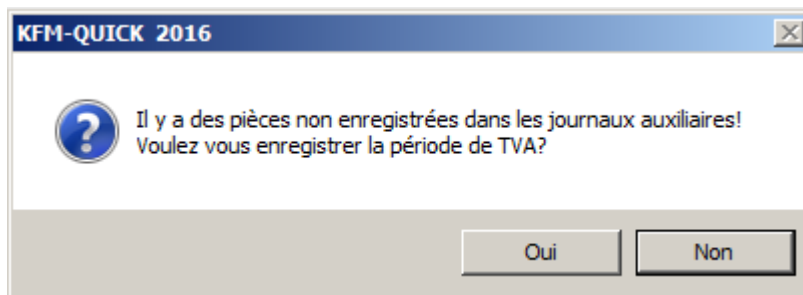 KFM-QUICK 2016
Il y a des pièces non enregistrées dans les journaux auxiliaires!
Voulez vous enregistrer la période de TVA?
Oui
Non